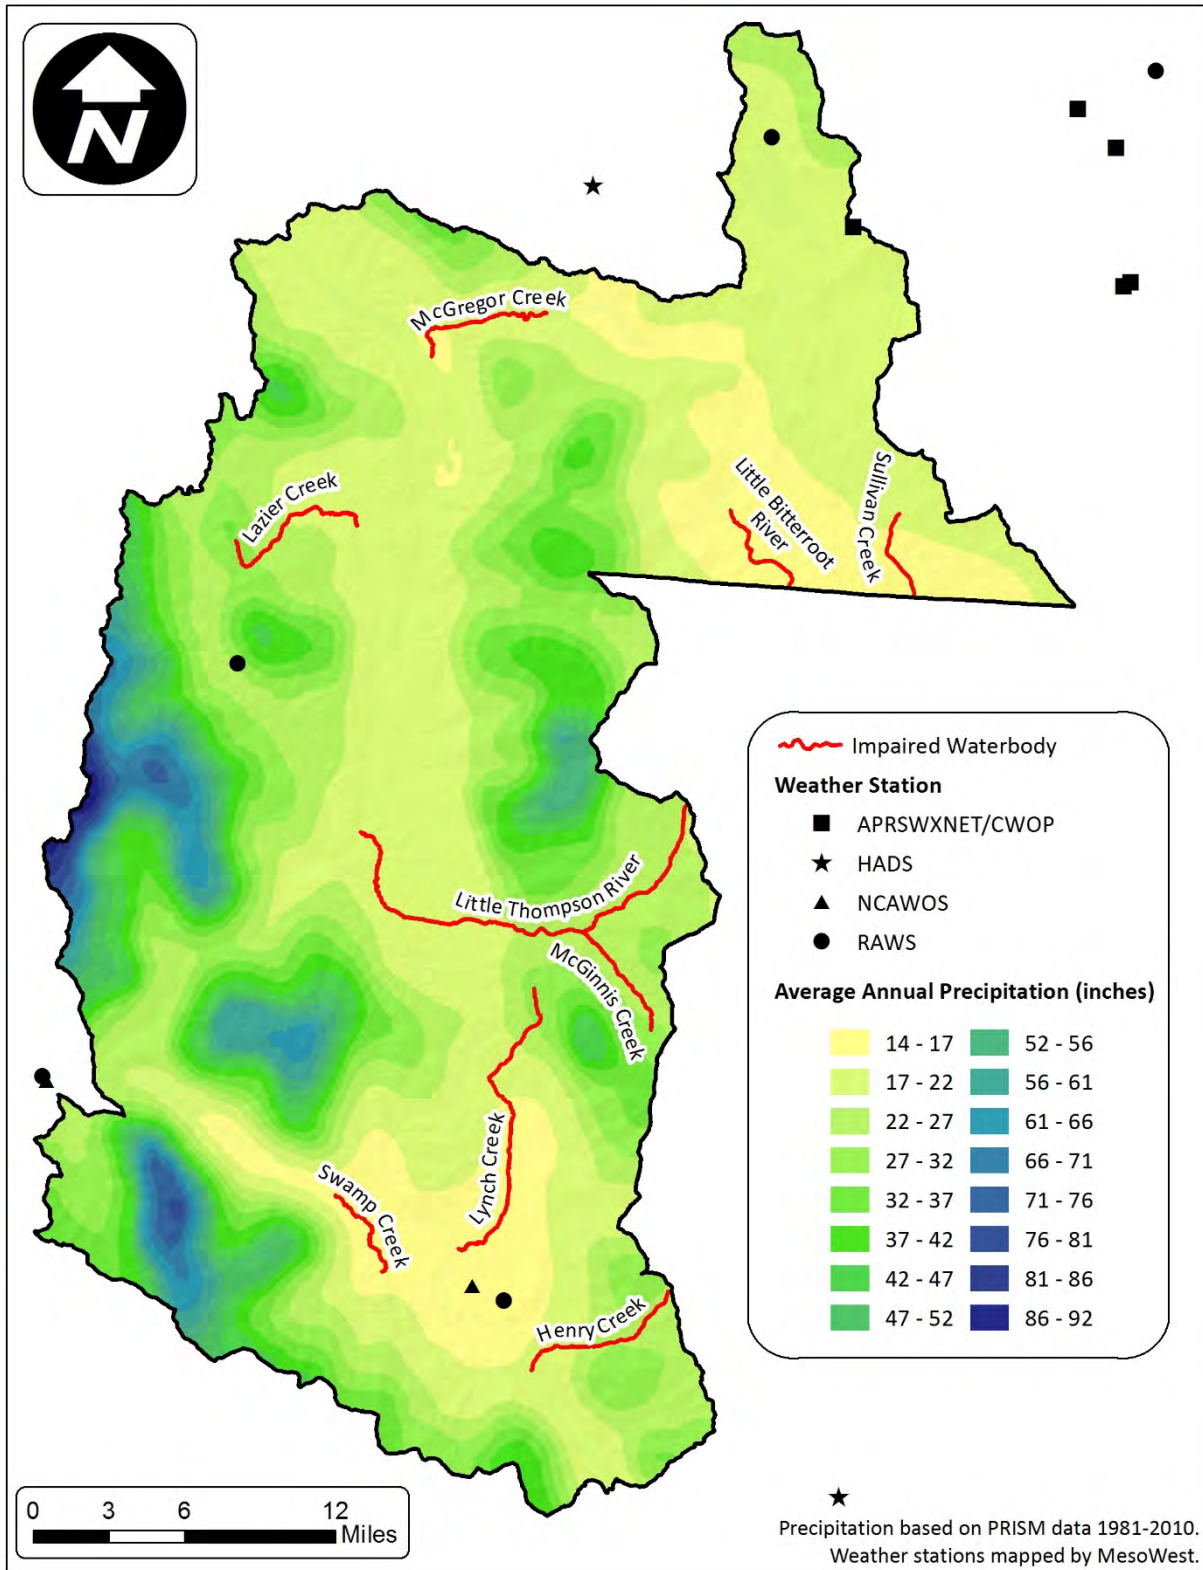 N
McGregor Creek
Lazier Creek
Little Bitterroot
River
Sullivan Creek
Little Thompson River
McGinnis Creek
Lynch Creek
Swamp Creek
Henry Creek
Impaired Waterbody
Weather Station
APRSWXNET/CWOP
HADS
NCAWOS
RAWS
Average Annual Precipitation (inches)
14 - 17 52 - 56
17 - 22 56 - 61
22 - 27 61 - 66
27 - 32 66 - 71
32 - 37 71 - 76
37 - 42 76 - 81
42 - 47 81 - 86
47 - 52 86 - 92
0 3 6 12
Miles
Precipitation based on PRISM data 1981-2010.
Weather stations mapped by MesoWest.